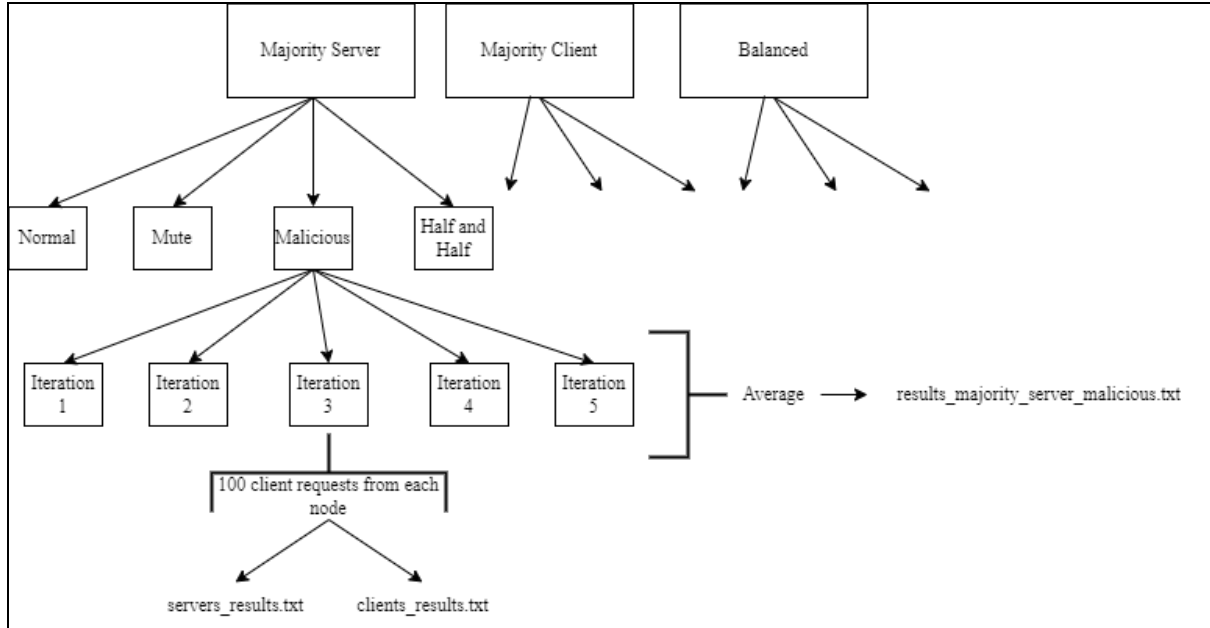 Majority Server
Majority Client
Balanced
Normal
Mute
Malicious
Half and
Half
Iteration
1
Iteration
2
Iteration
3
Iteration
4
Iteration
5
Average
results_majority_server_malicious.txt
100 client requests from each
node
servers_results.txt
clients_results.txt